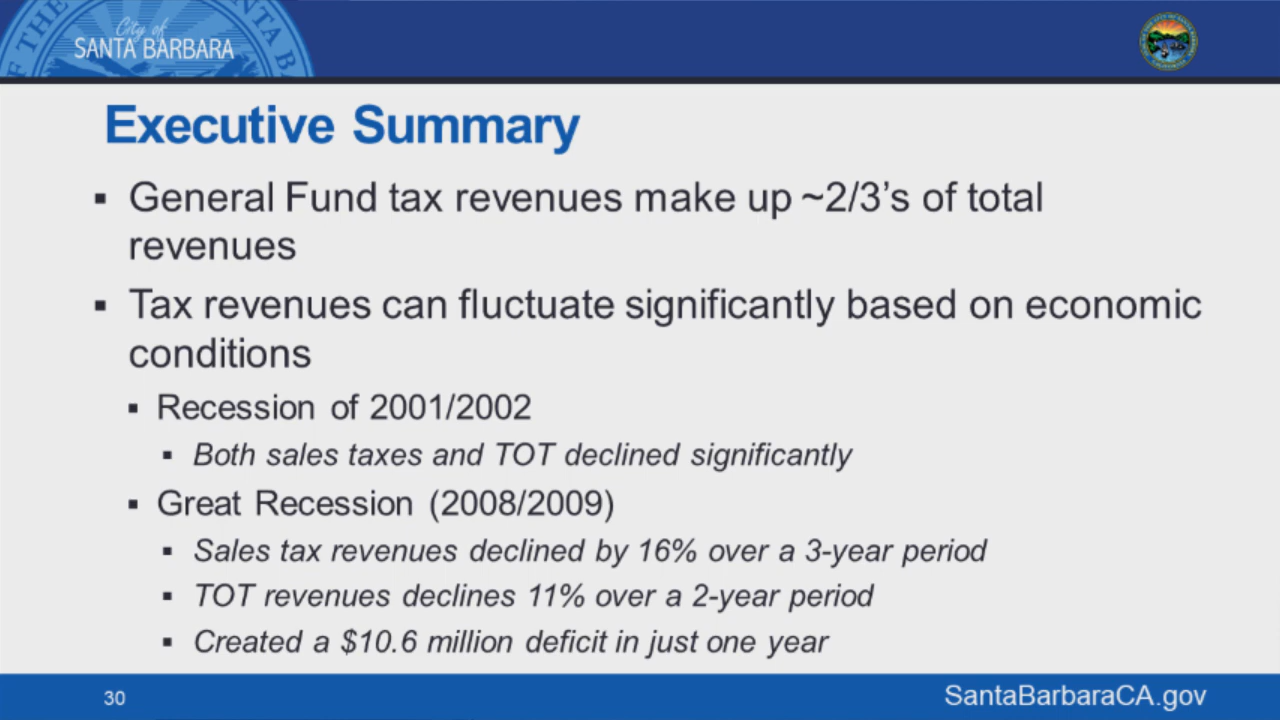 City of
SANTA BARBARA
Executive Summary
▪ General Fund tax revenues make up ~2/3’s of total
revenues
▪ Tax revenues can fluctuate significantly based on economic
conditions
▪ Recession of 2001/2002
▪ Both sales taxes and TOT declined significantly
▪ Great Recession (2008/2009)
▪ Sales tax revenues declined by 16% over a 3-year period
▪ TOT revenues declines 11% over a 2-year period
▪ Created a $10.6 million deficit in just one year
30
SantaBarbaraCA.gov